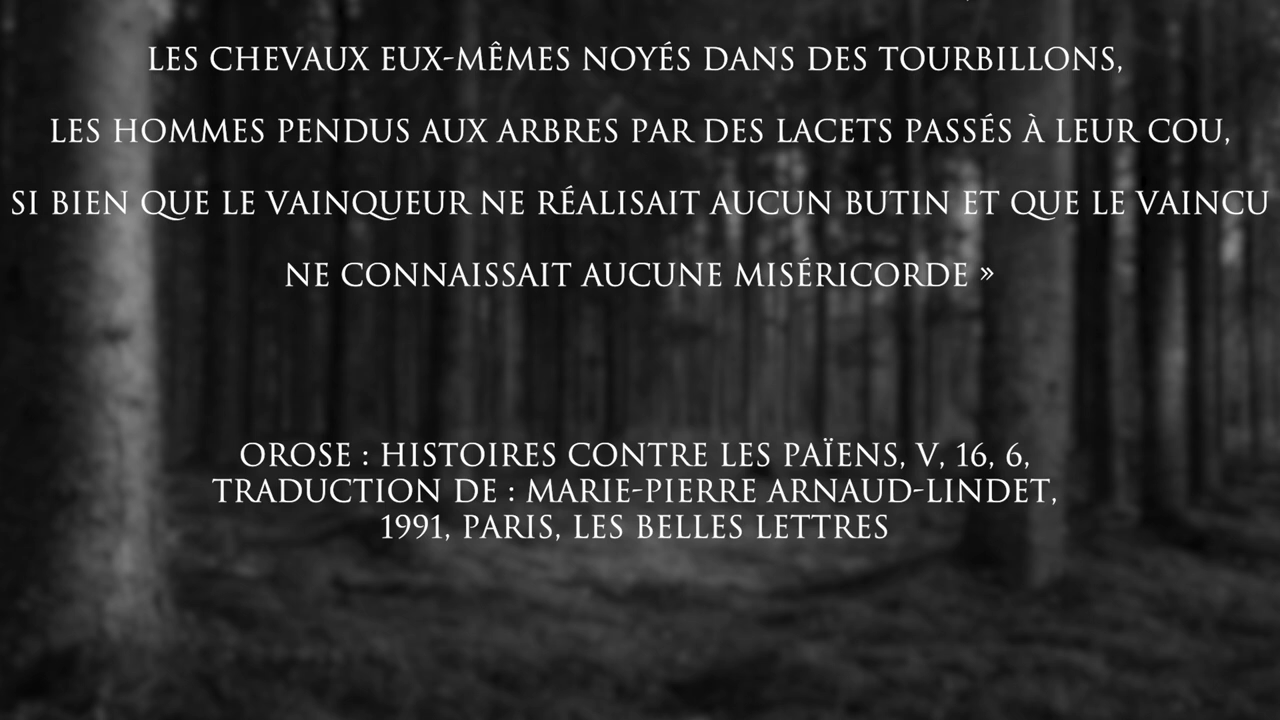 LES CHEVAUX EUX-MÊMES NOYÉS DANS DES TOURBILLONS,
LES HOMMES PENDUS AUX ARBRES PAR DES LACETS PASSÉS À LEUR COU,
SI BIEN QUE LE VAINQUEUR NE RÉALISAIT AUCUN BUTIN ET QUE LE VAINCU
NE CONNAISSAIT AUCUNE MISÉRICORDE »
OROSE : HISTOIRES CONTRE LES PAÏENS, V, 16, 6,
TRADUCTION DE : MARIE-PIERRE ARNAUD-LINDET,
1991, PARIS, LES BELLES LETTRES